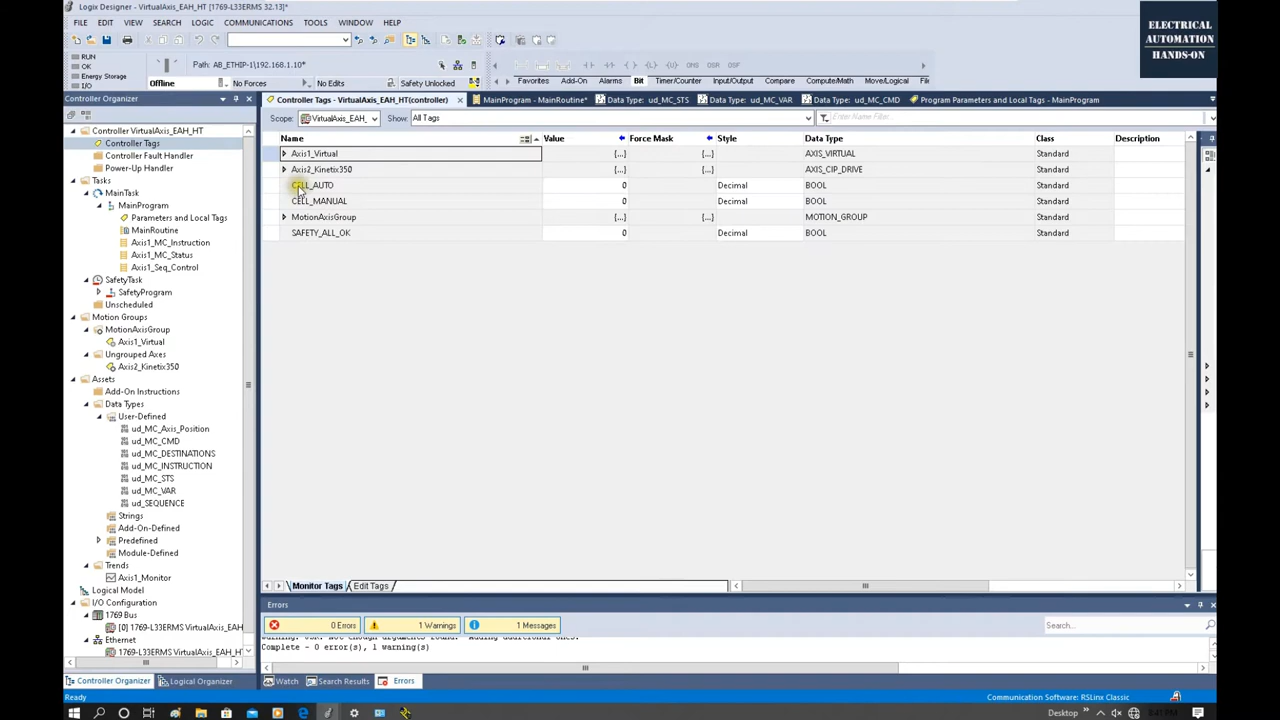 Logix Designer - VirtualAxis_EAH_HT [1769-L33ERMS 32.13]*
ELECTRICAL
AUTOMATION
HANDS-ON
FILE EDIT VIEW SEARCH LOGIC COMMUNICATIONS TOOLS WINDOW HELP
RUN
OK
Energy Storage
I/O
Path: AB_ETHIP-1\192.168.1.10*
Offline No Forces No Edits Safety Unlocked
Favorites Add-On Alarms Bit Timer/Counter Input/Output Compare Compute/Math Move/Logical
Controller Organizer
Controller Tags - VirtualAxis_EAH_HT(controller) MainProgram - MainRoutine* Data Type: ud_MC_STS Data Type: ud_MC_VAR Data Type: ud_MC_CMD Program Parameters and Local Tags - MainProgram
Scope: VirtualAxis_EAH_ Show: All Tags Enter Name Filter...
Name Value Force Mask Style Data Type Class Description
Axis1_Virtual {...} {...} AXIS_VIRTUAL Standard
Axis2_Kinetix350 {...} {...} AXIS_CIP_DRIVE Standard
CELL_AUTO 0 Decimal BOOL Standard
CELL_MANUAL 0 Decimal BOOL Standard
MotionAxisGroup {...} {...} MOTION_GROUP Standard
SAFETY_ALL_OK 0 Decimal BOOL Standard
Controller VirtualAxis_EAH_HT
Controller Tags
Controller Fault Handler
Power-Up Handler
Tasks
MainTask
MainProgram
Parameters and Local Tags
MainRoutine
Axis1_MC_Instruction
Axis1_MC_Status
Axis1_Seq_Control
SafetyTask
SafetyProgram
Unscheduled
Motion Groups
MotionAxisGroup
Axis1_Virtual
Ungrouped Axes
Axis2_Kinetix350
Assets
Add-On Instructions
Data Types
User-Defined
ud_MC_Axis_Position
ud_MC_CMD
ud_MC_DESTINATIONS
ud_MC_INSTRUCTION
ud_MC_STS
ud_MC_VAR
ud_SEQUENCE
Strings
Add-On-Defined
Predefined
Module-Defined
Trends
Axis1_Monitor
Logical Model
I/O Configuration
1769 Bus
[0] 1769-L33ERMS VirtualAxis_EAH
Ethernet
1769-L33ERMS VirtualAxis_EAH_HT
Monitor Tags Edit Tags
Errors
0 Errors 1 Warnings 1 Messages Search...
Complete - 0 error(s), 1 warning(s)
Controller Organizer Logical Organizer Watch Search Results Errors
Ready Communication Software: RSLinx Classic
Desktop